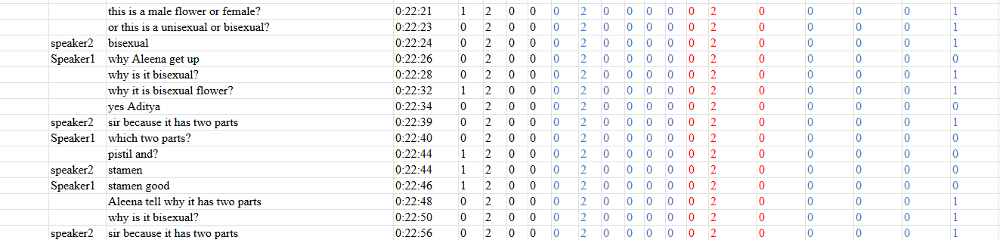 this is a male flower or female? 0:22:21 1 2 0 0 0 2 0 0 0 0 0 2 0 0 0 0 1
or this is a unisexual or bisexual? 0:22:23 0 2 0 0 0 2 0 0 0 0 0 2 0 0 0 0 1
speaker2 bisexual 0:22:24 0 2 0 0 0 2 0 0 0 0 0 2 0 0 0 0 1
Speaker1 why Aleena get up 0:22:26 0 2 0 0 0 2 0 0 0 0 0 2 0 0 0 0 0
why is it bisexual? 0:22:28 0 2 0 0 0 2 0 0 0 0 0 2 0 0 0 0 1
why it is bisexual flower? 0:22:32 1 2 0 0 0 2 0 0 0 0 0 2 0 0 0 0 1
yes Aditya 0:22:34 0 2 0 0 0 2 0 0 0 0 0 2 0 0 0 0 0
speaker2 sir because it has two parts 0:22:39 0 2 0 0 0 2 0 0 0 0 0 2 0 0 0 0 1
Speaker1 which two parts? 0:22:40 0 2 0 0 0 2 0 0 0 0 0 2 0 0 0 0 0
pistil and? 0:22:44 1 2 0 0 0 2 0 0 0 0 0 2 0 0 0 0 0
speaker2 stamen 0:22:44 1 2 0 0 0 2 0 0 0 0 0 2 0 0 0 0 0
Speaker1 stamen good 0:22:46 1 2 0 0 0 2 0 0 0 0 0 2 0 0 0 0 0
Aleena tell why it has two parts 0:22:48 0 2 0 0 0 2 0 0 0 0 0 2 0 0 0 0 1
why is it bisexual? 0:22:50 0 2 0 0 0 2 0 0 0 0 0 2 0 0 0 0 1
speaker2 sir because it has two parts 0:22:56 0 2 0 0 0 2 0 0 0 0 0 2 0 0 0 0 1